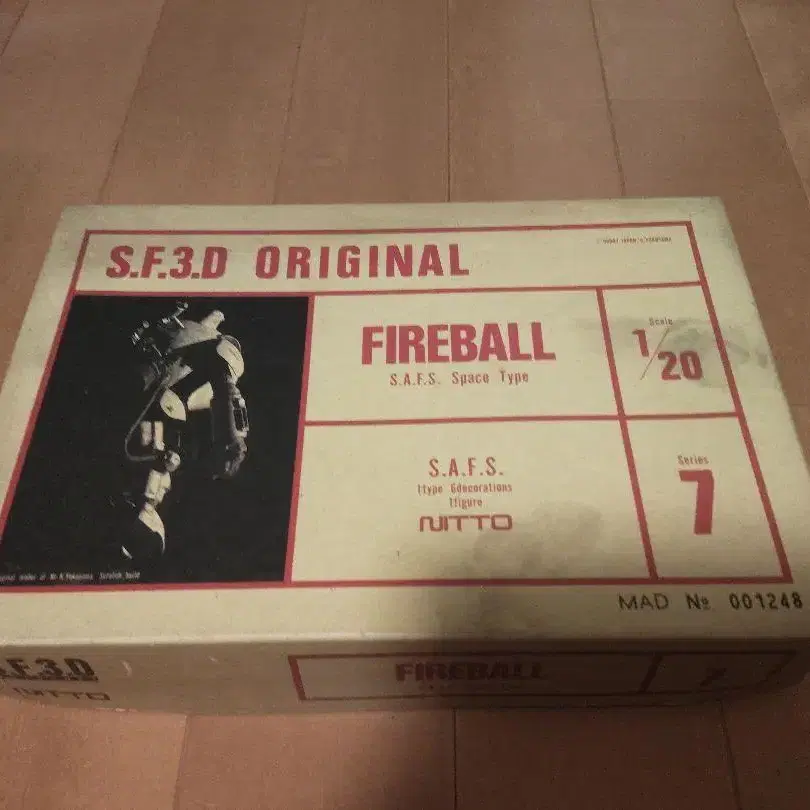 S.F.3.D ORIGINAL
FIREBALL
S.A.F.S. Space Type
Scale
1/20
S.A.F.S.
1type 6decorations
1figure
NITTO
Series
7
MAD № 001248
.F.3.D
NITTO
FIREBALL
7